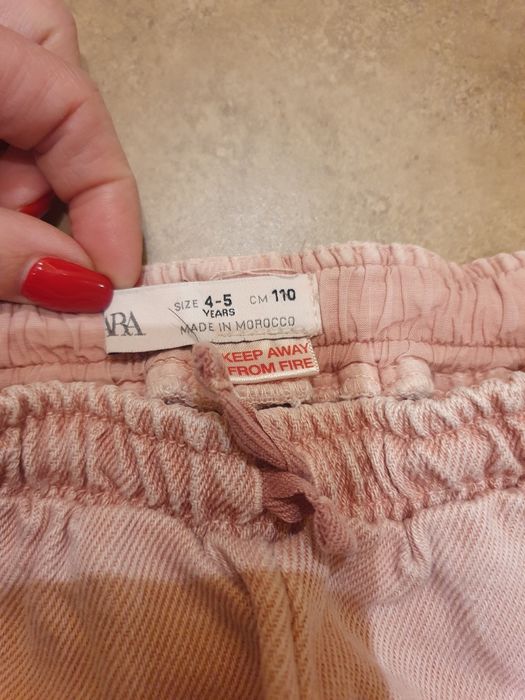 ARA
SIZE 4-5 CM 110
YEARS
MADE IN MOROCCO
KEEP AWAY
FROM FIRE